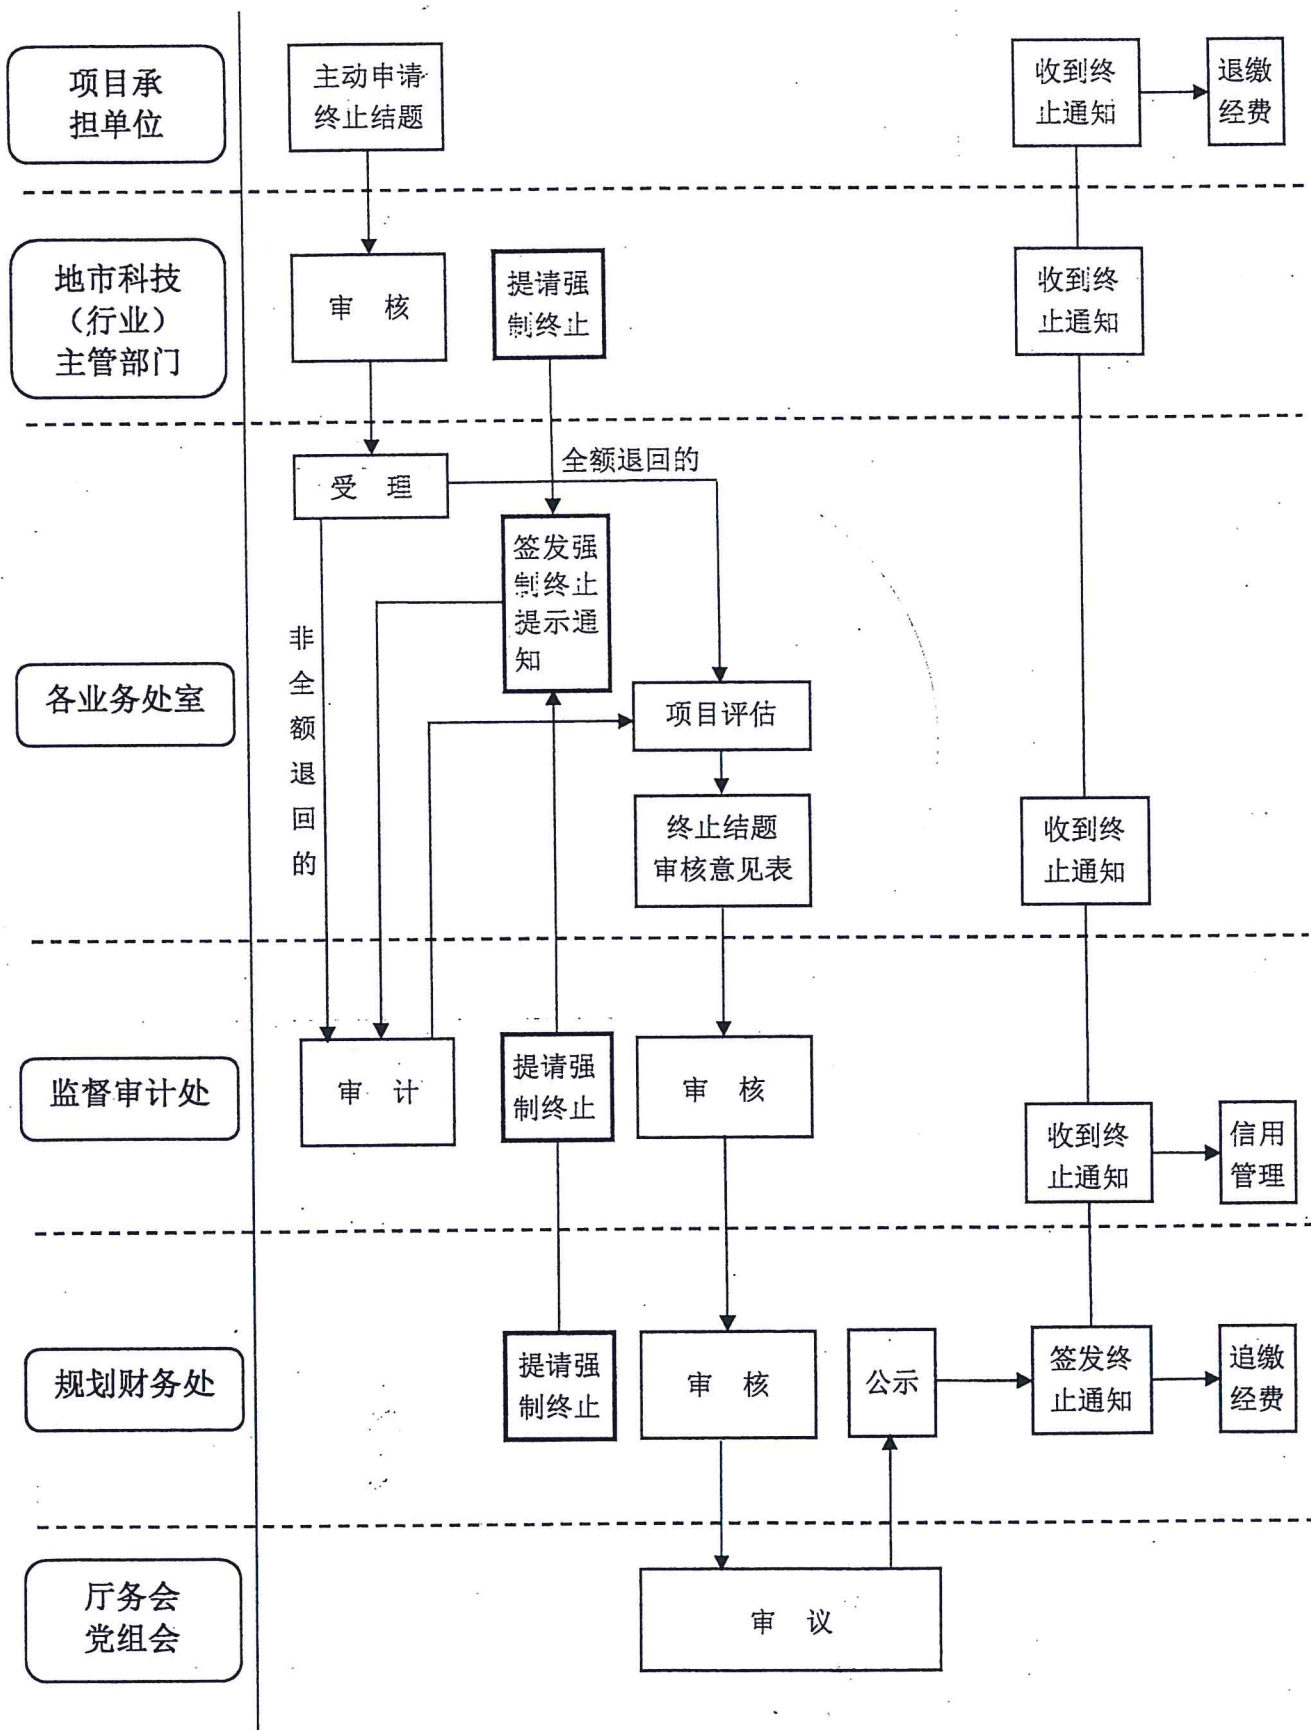 项目承
担单位
主动申请
终止结题
收到终
止通知
退缴
经费
地市科技
（行业）
主管部门
审 核
提请强
制终止
收到终
止通知
受 理
全额退回的
签发强
制终止
提示通
知
非
全
额
退
回
的
各业务处室
项目评估
终止结题
审核意见表
收到终
止通知
监督审计处
审 计
提请强
制终止
审 核
收到终
止通知
信用
管理
规划财务处
提请强
制终止
审 核
公示
签发终
止通知
追缴
经费
厅务会
党组会
审 议